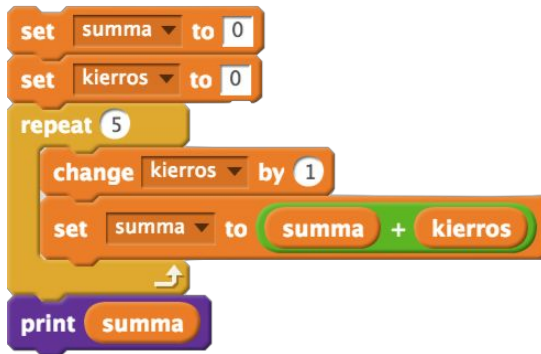 set summa to 0
set kierros to 0
repeat 5
change kierros by 1
set summa to summa + kierros
print summa